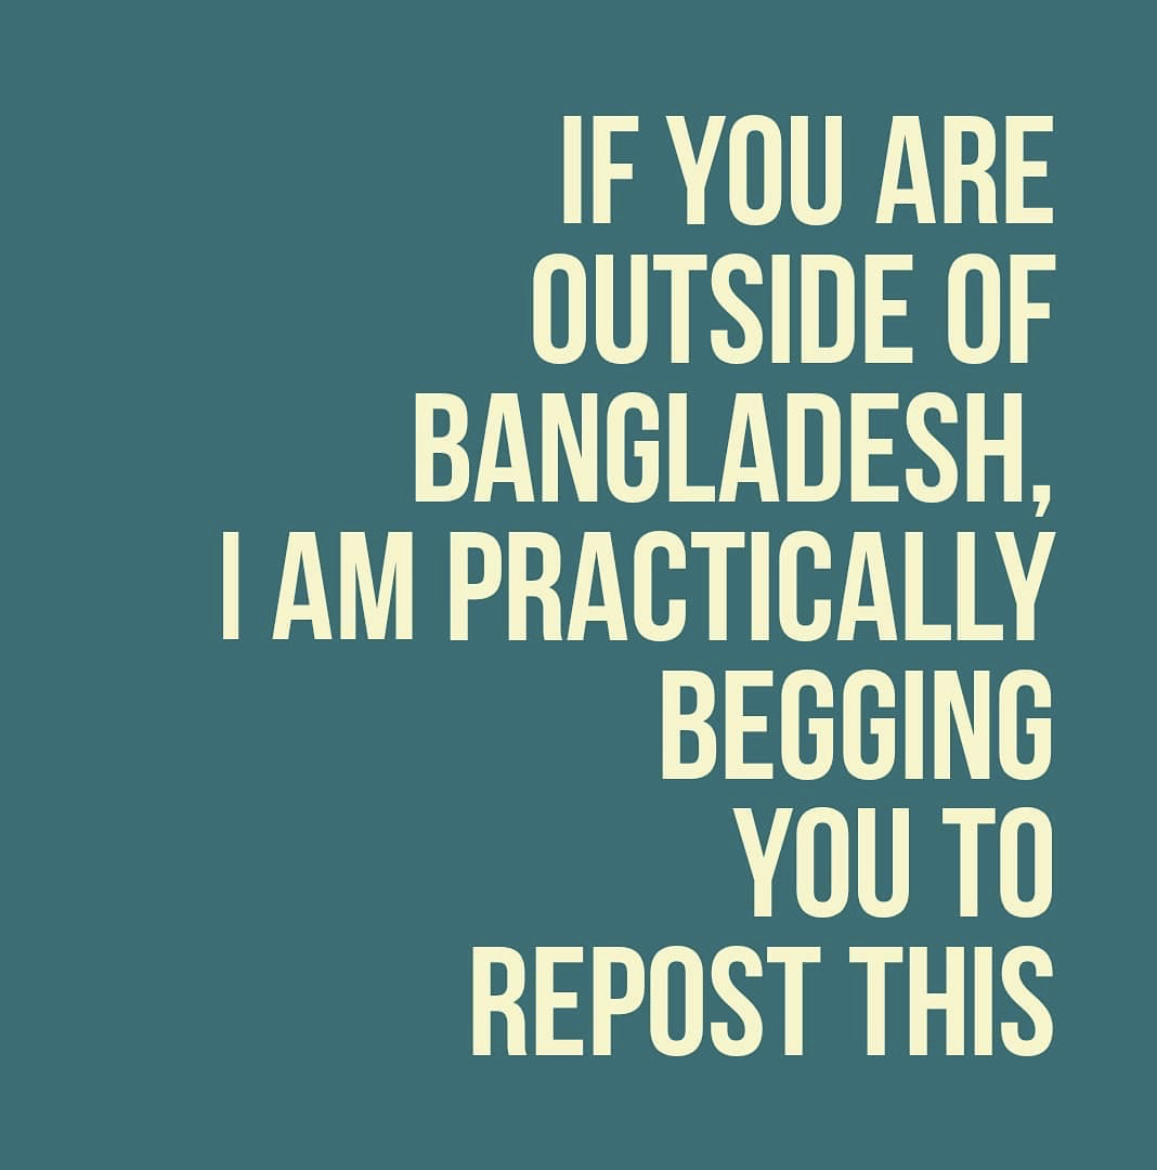 IF YOU ARE
OUTSIDE OF
BANGLADESH,
I AM PRACTICALLY
BEGGING
YOU TO
REPOST THIS